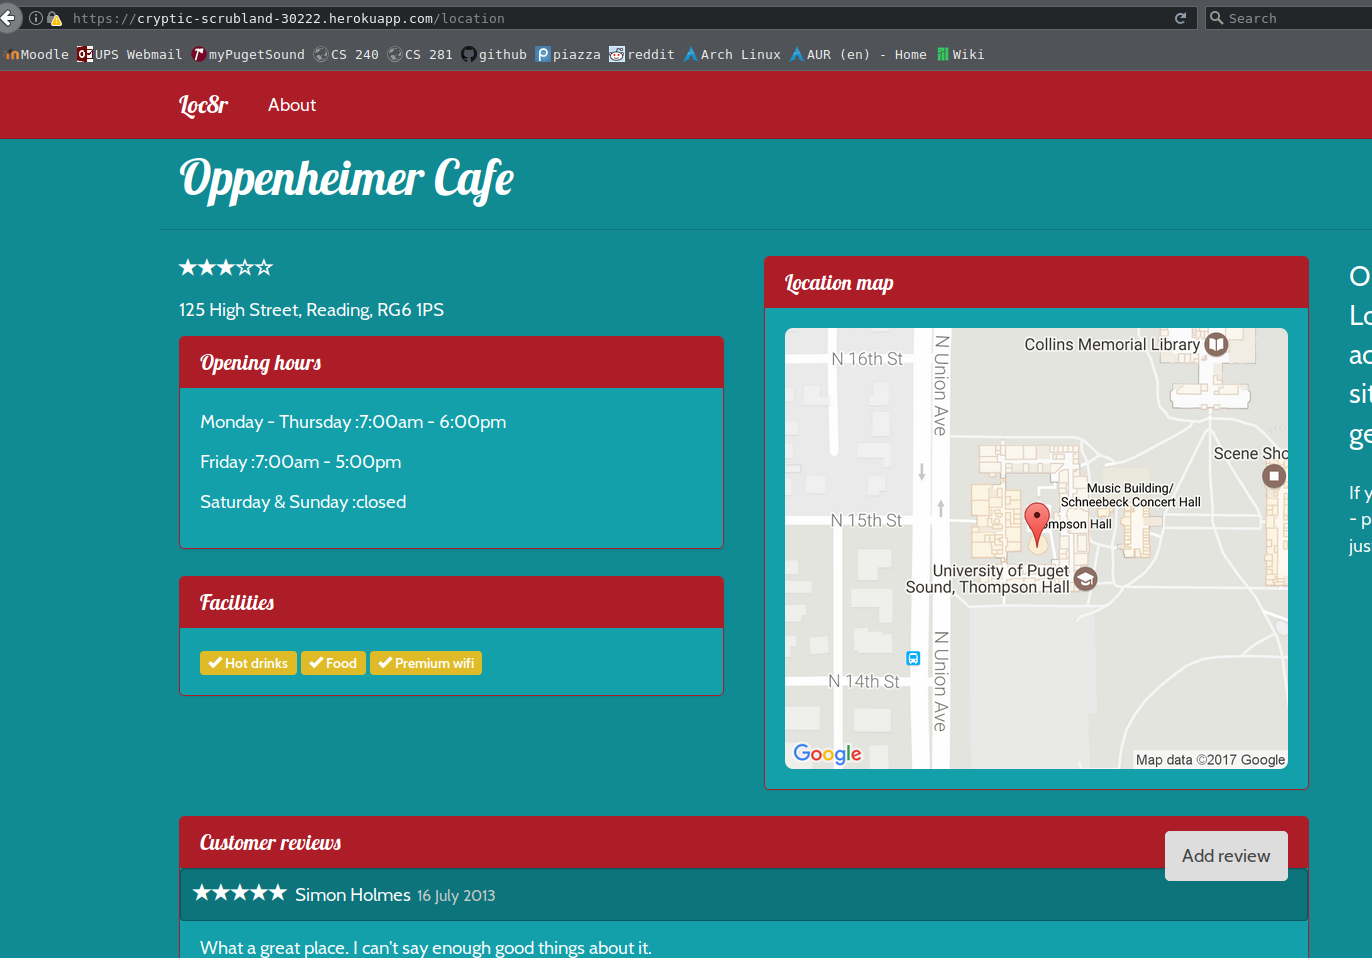 https://cryptic-scrubland-30222.herokuapp.com/location
Search
Moodle UPS Webmail myPugetSound CS 240 CS 281 github piazza reddit Arch Linux AUR (en) - Home Wiki
Loc8r About
Oppenheimer Cafe
125 High Street, Reading, RG6 1PS
Opening hours
Monday - Thursday :7:00am - 6:00pm
Friday :7:00am - 5:00pm
Saturday & Sunday :closed
Facilities
Hot drinks Food Premium wifi
Location map
Collins Memorial Library
N 16th St
N Union Ave
Scene Sho
Music Building/
Schneebeck Concert Hall
N 15th St
ompson Hall
University of Puget
Sound, Thompson Hall
N Union Ave
N 14th St
Google
Map data ©2017 Google
If y
- p
jus
Customer reviews
Add review
Simon Holmes 16 July 2013
What a great place. I can't say enough good things about it.